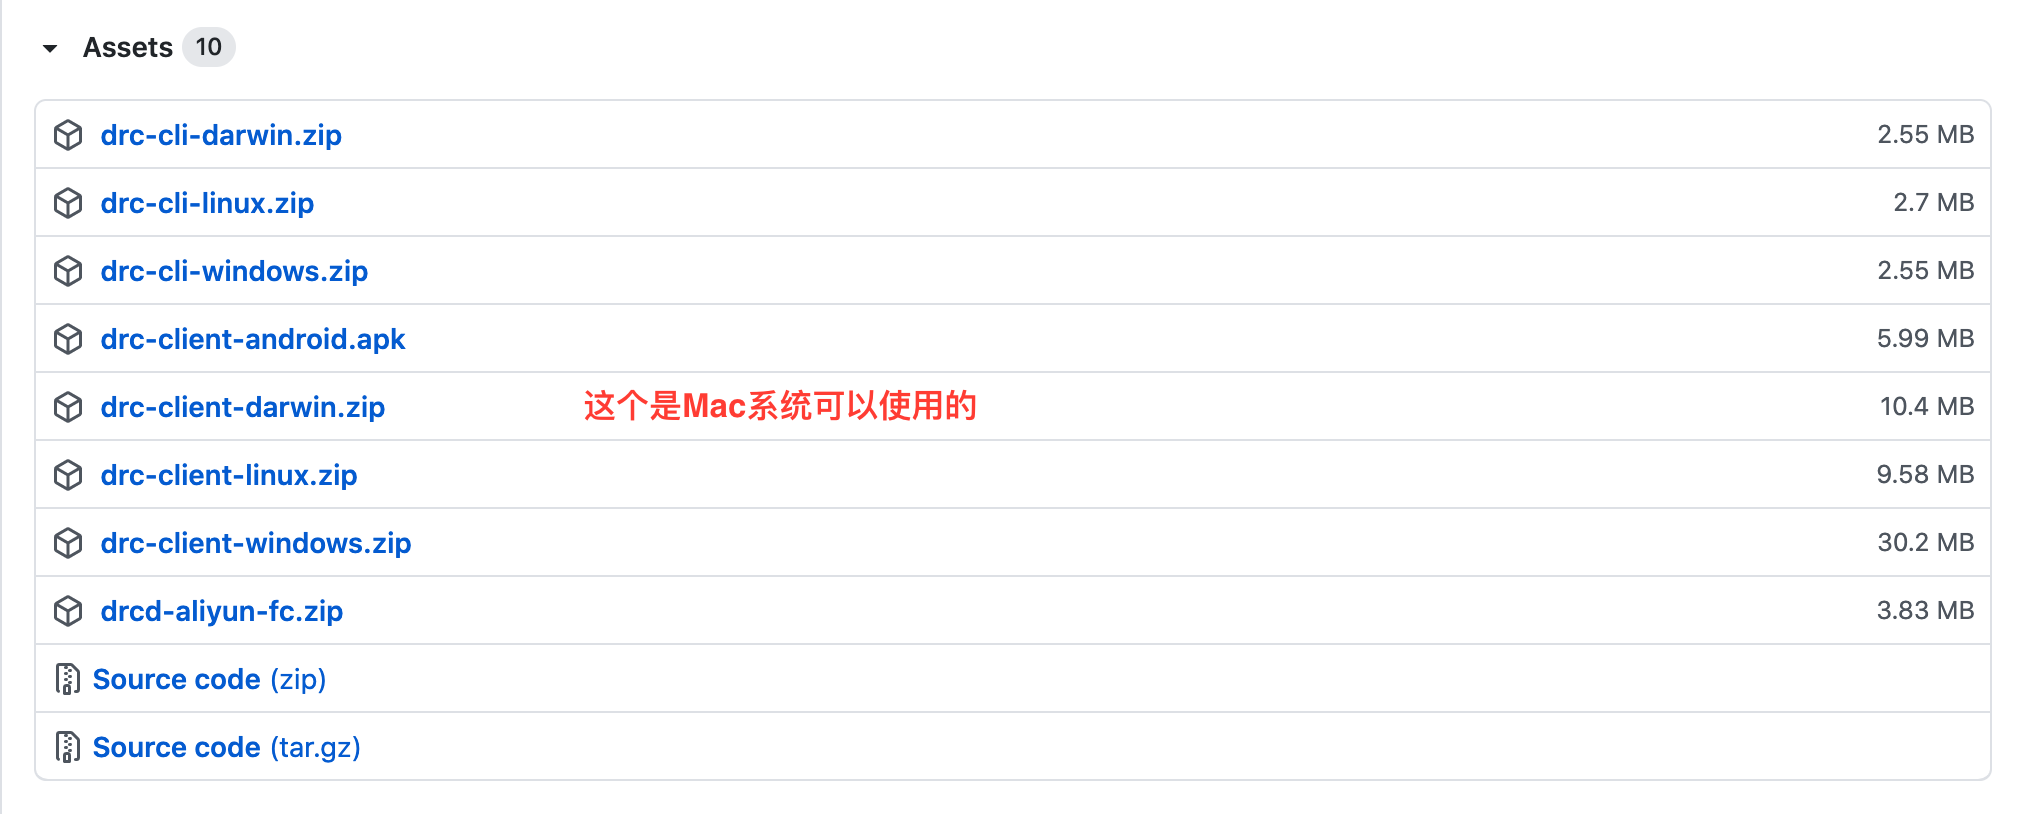 Assets 10
drc-cli-darwin.zip 2.55 MB
drc-cli-linux.zip 2.7 MB
drc-cli-windows.zip 2.55 MB
drc-client-android.apk 5.99 MB
drc-client-darwin.zip 这个是Mac系统可以使用的 10.4 MB
drc-client-linux.zip 9.58 MB
drc-client-windows.zip 30.2 MB
drcd-aliyun-fc.zip 3.83 MB
Source code (zip)
Source code (tar.gz)